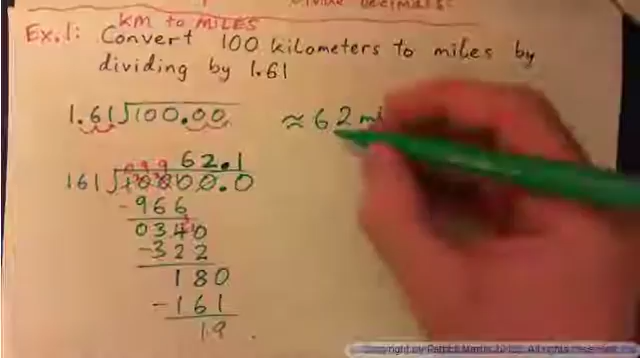 KM TO MILES
Ex.1: Convert 100 kilometers to miles by
dividing by 1.61
1.61 100.00 ≈ 62 mi
62.1
161 10000.0
-966
0340
-322
180
-161
19